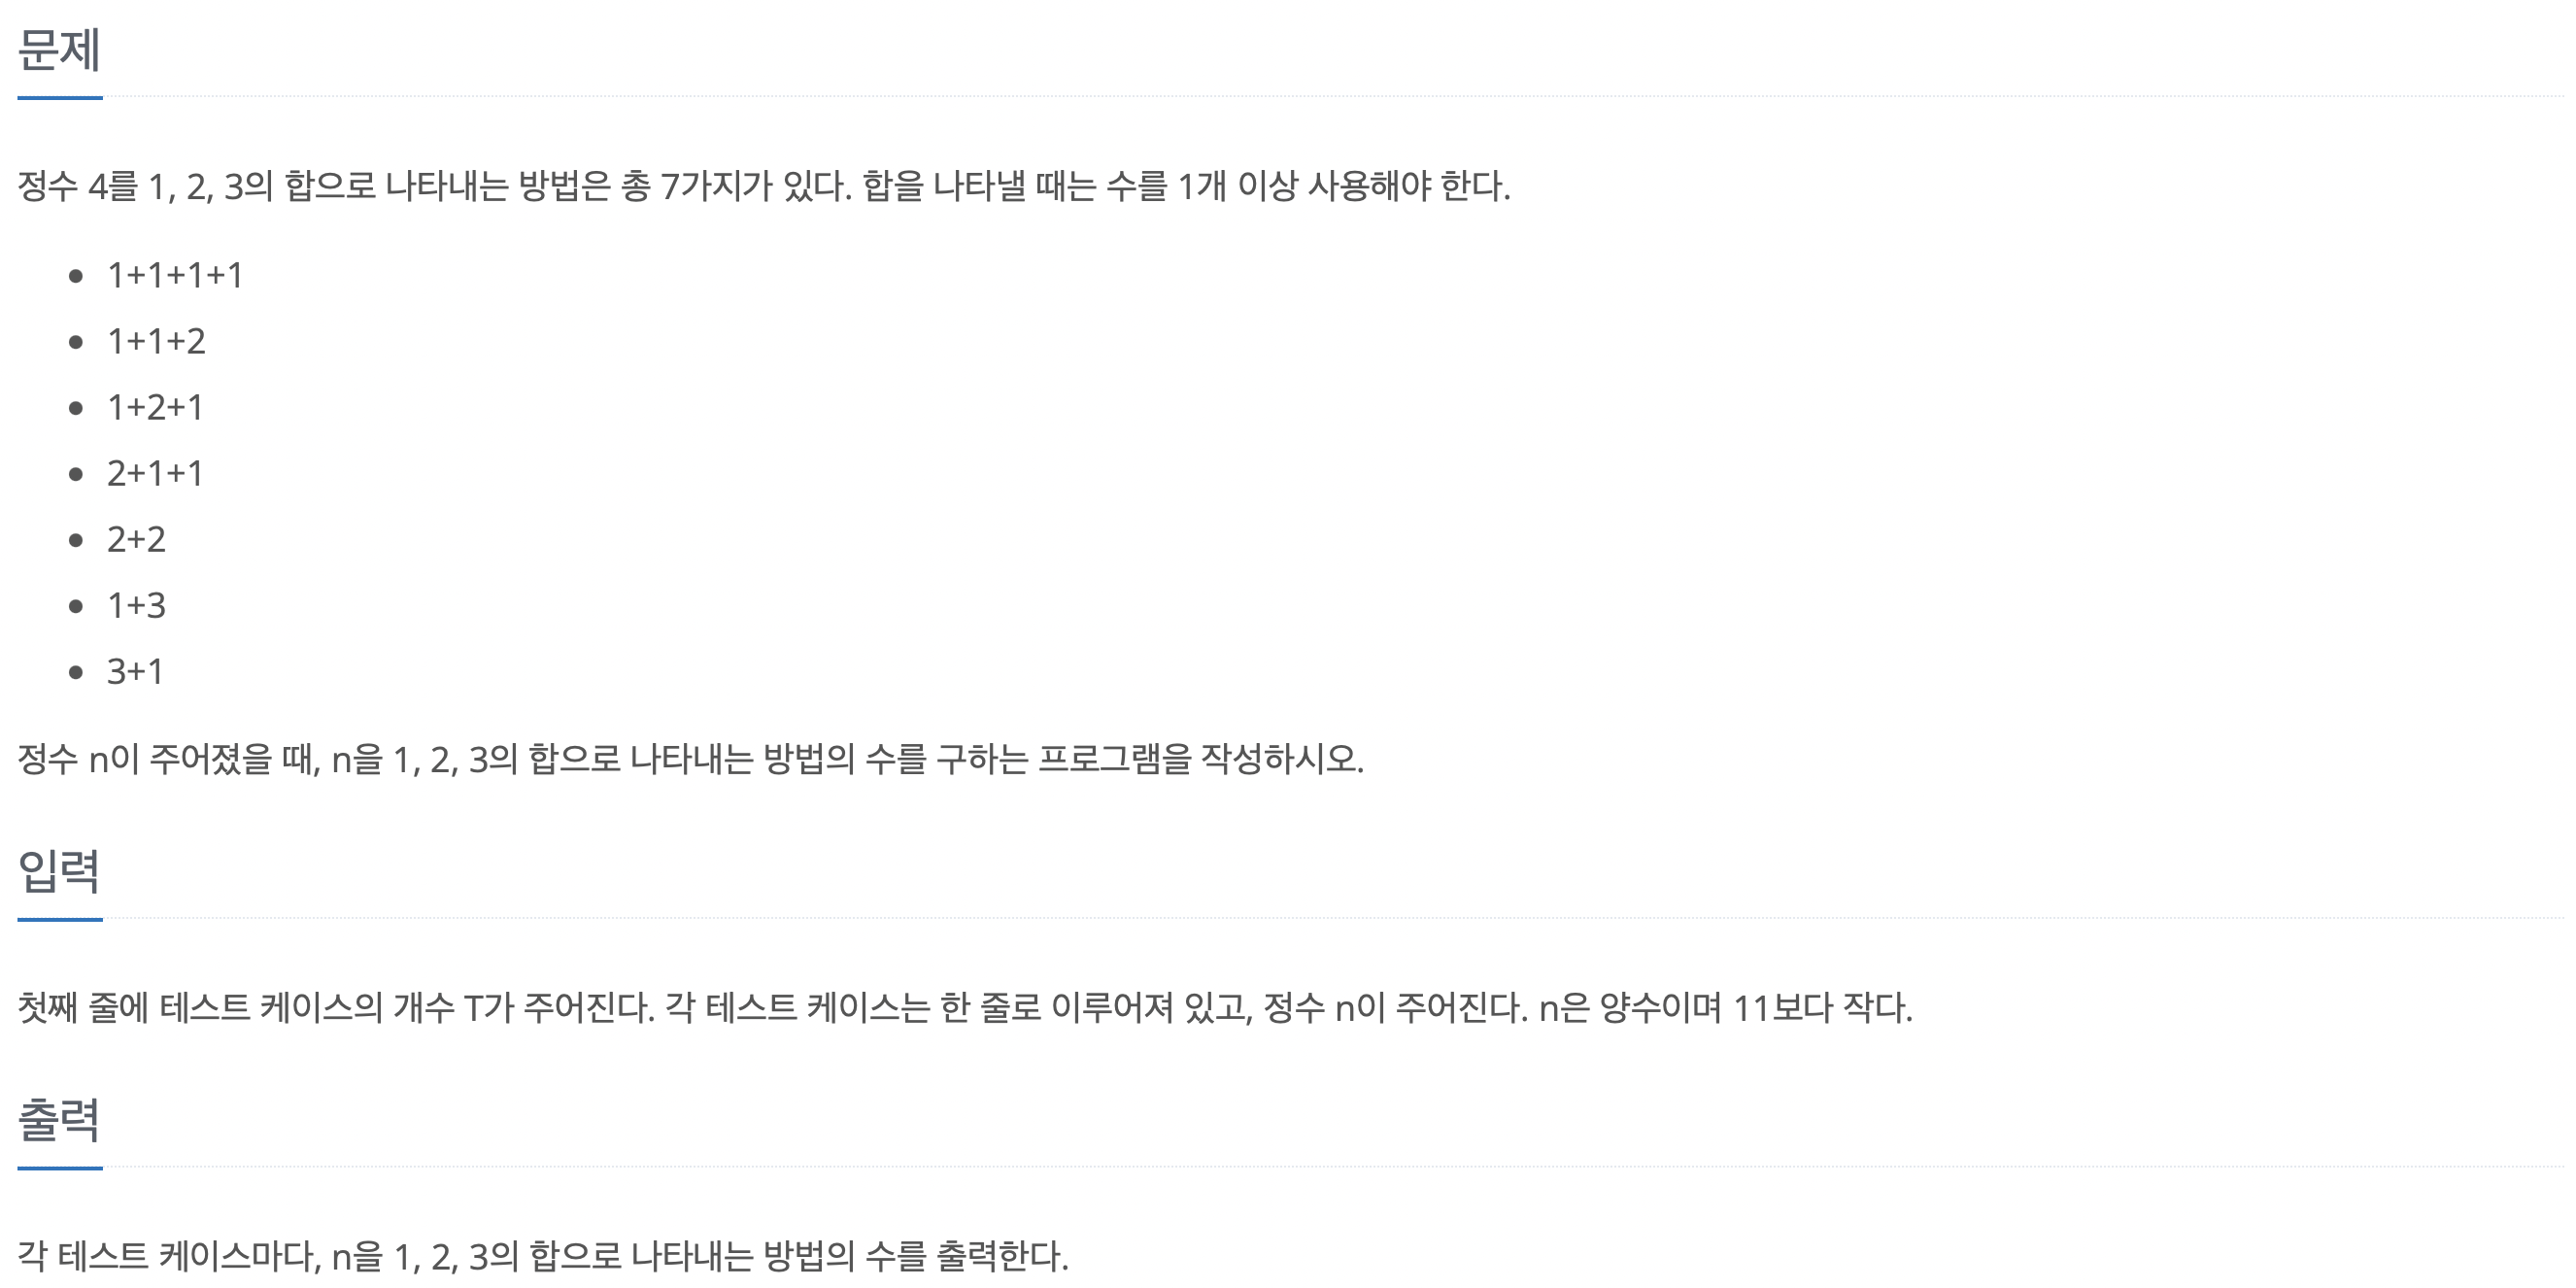 문제
정수 4를 1, 2, 3의 합으로 나타내는 방법은 총 7가지가 있다. 합을 나타낼 때는 수를 1개 이상 사용해야 한다.
• 1+1+1+1
• 1+1+2
• 1+2+1
• 2+1+1
• 2+2
• 1+3
• 3+1
정수 n이 주어졌을 때, n을 1, 2, 3의 합으로 나타내는 방법의 수를 구하는 프로그램을 작성하시오.
입력
첫째 줄에 테스트 케이스의 개수 T가 주어진다. 각 테스트 케이스는 한 줄로 이루어져 있고, 정수 n이 주어진다. n은 양수이며 11보다 작다.
출력
각 테스트 케이스마다, n을 1, 2, 3의 합으로 나타내는 방법의 수를 출력한다.